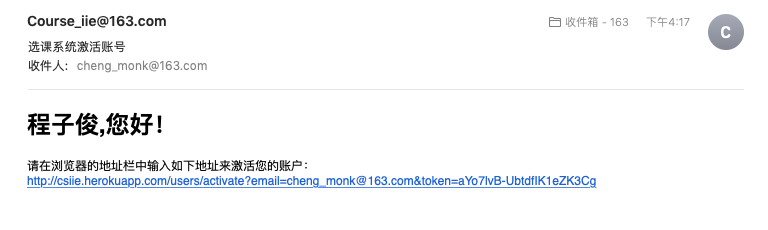 Course_iie@163.com
收件箱 - 163
下午4:17
C
选课系统激活账号
收件人：cheng_monk@163.com
程子俊,您好！
请在浏览器的地址栏中输入如下地址来激活您的账户：
http://csiie.herokuapp.com/users/activate?email=cheng_monk@163.com&token=aYo7lvB-UbtdflK1eZK3Cg